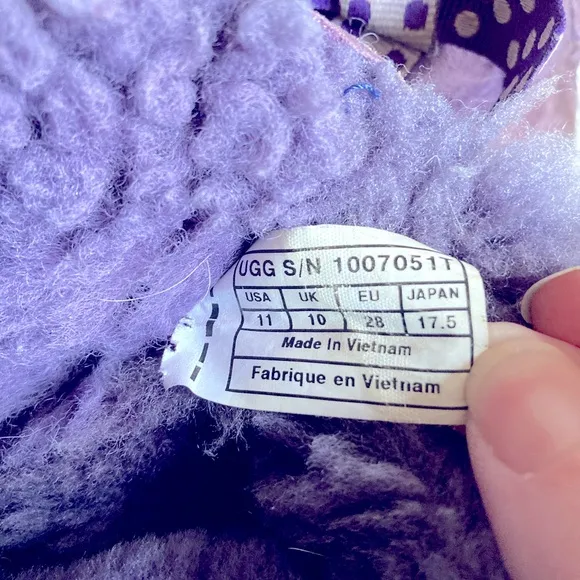 UGG S/N 1007051T
USA UK EU JAPAN
11 10 28 17.5
Made In Vietnam
Fabrique en Vietnam